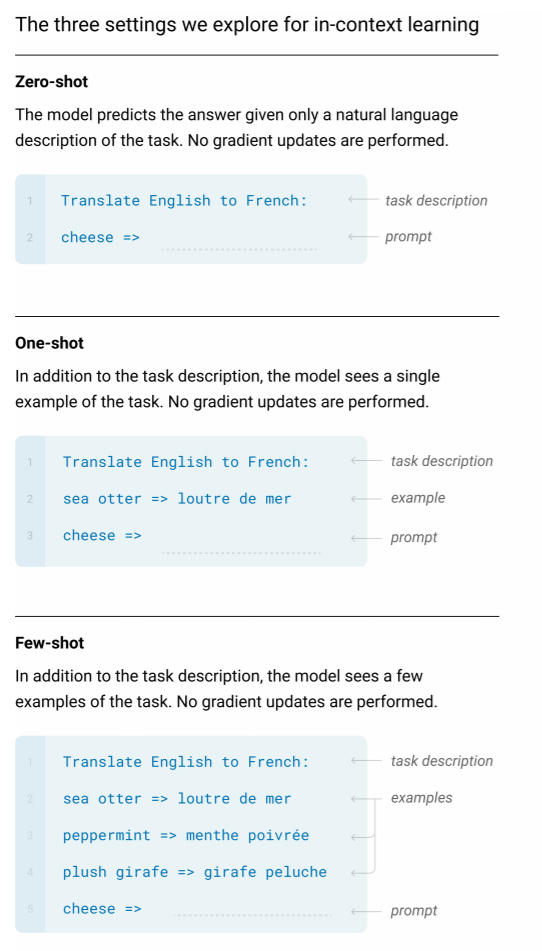 The three settings we explore for in-context learning
Zero-shot
The model predicts the answer given only a natural language
description of the task. No gradient updates are performed.
1 Translate English to French: task description
2 cheese => prompt
One-shot
In addition to the task description, the model sees a single
example of the task. No gradient updates are performed.
1 Translate English to French: task description
2 sea otter => loutre de mer example
3 cheese => prompt
Few-shot
In addition to the task description, the model sees a few
examples of the task. No gradient updates are performed.
1 Translate English to French: task description
2 sea otter => loutre de mer examples
3 peppermint => menthe poivrée
4 plush girafe => girafe peluche
5 cheese => prompt